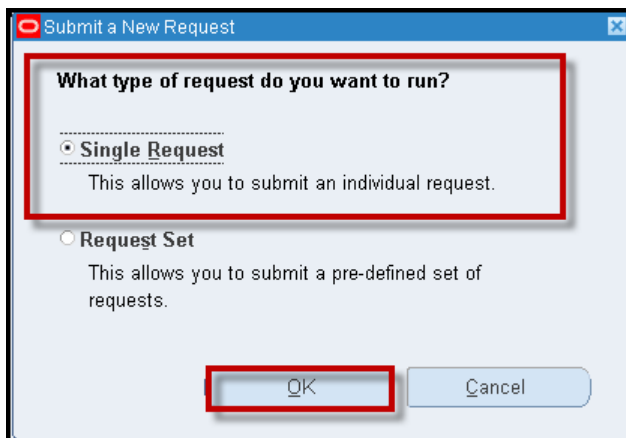 Submit a New Request
What type of request do you want to run?
Single Request
This allows you to submit an individual request.
Request Set
This allows you to submit a pre-defined set of
requests.
OK
Cancel